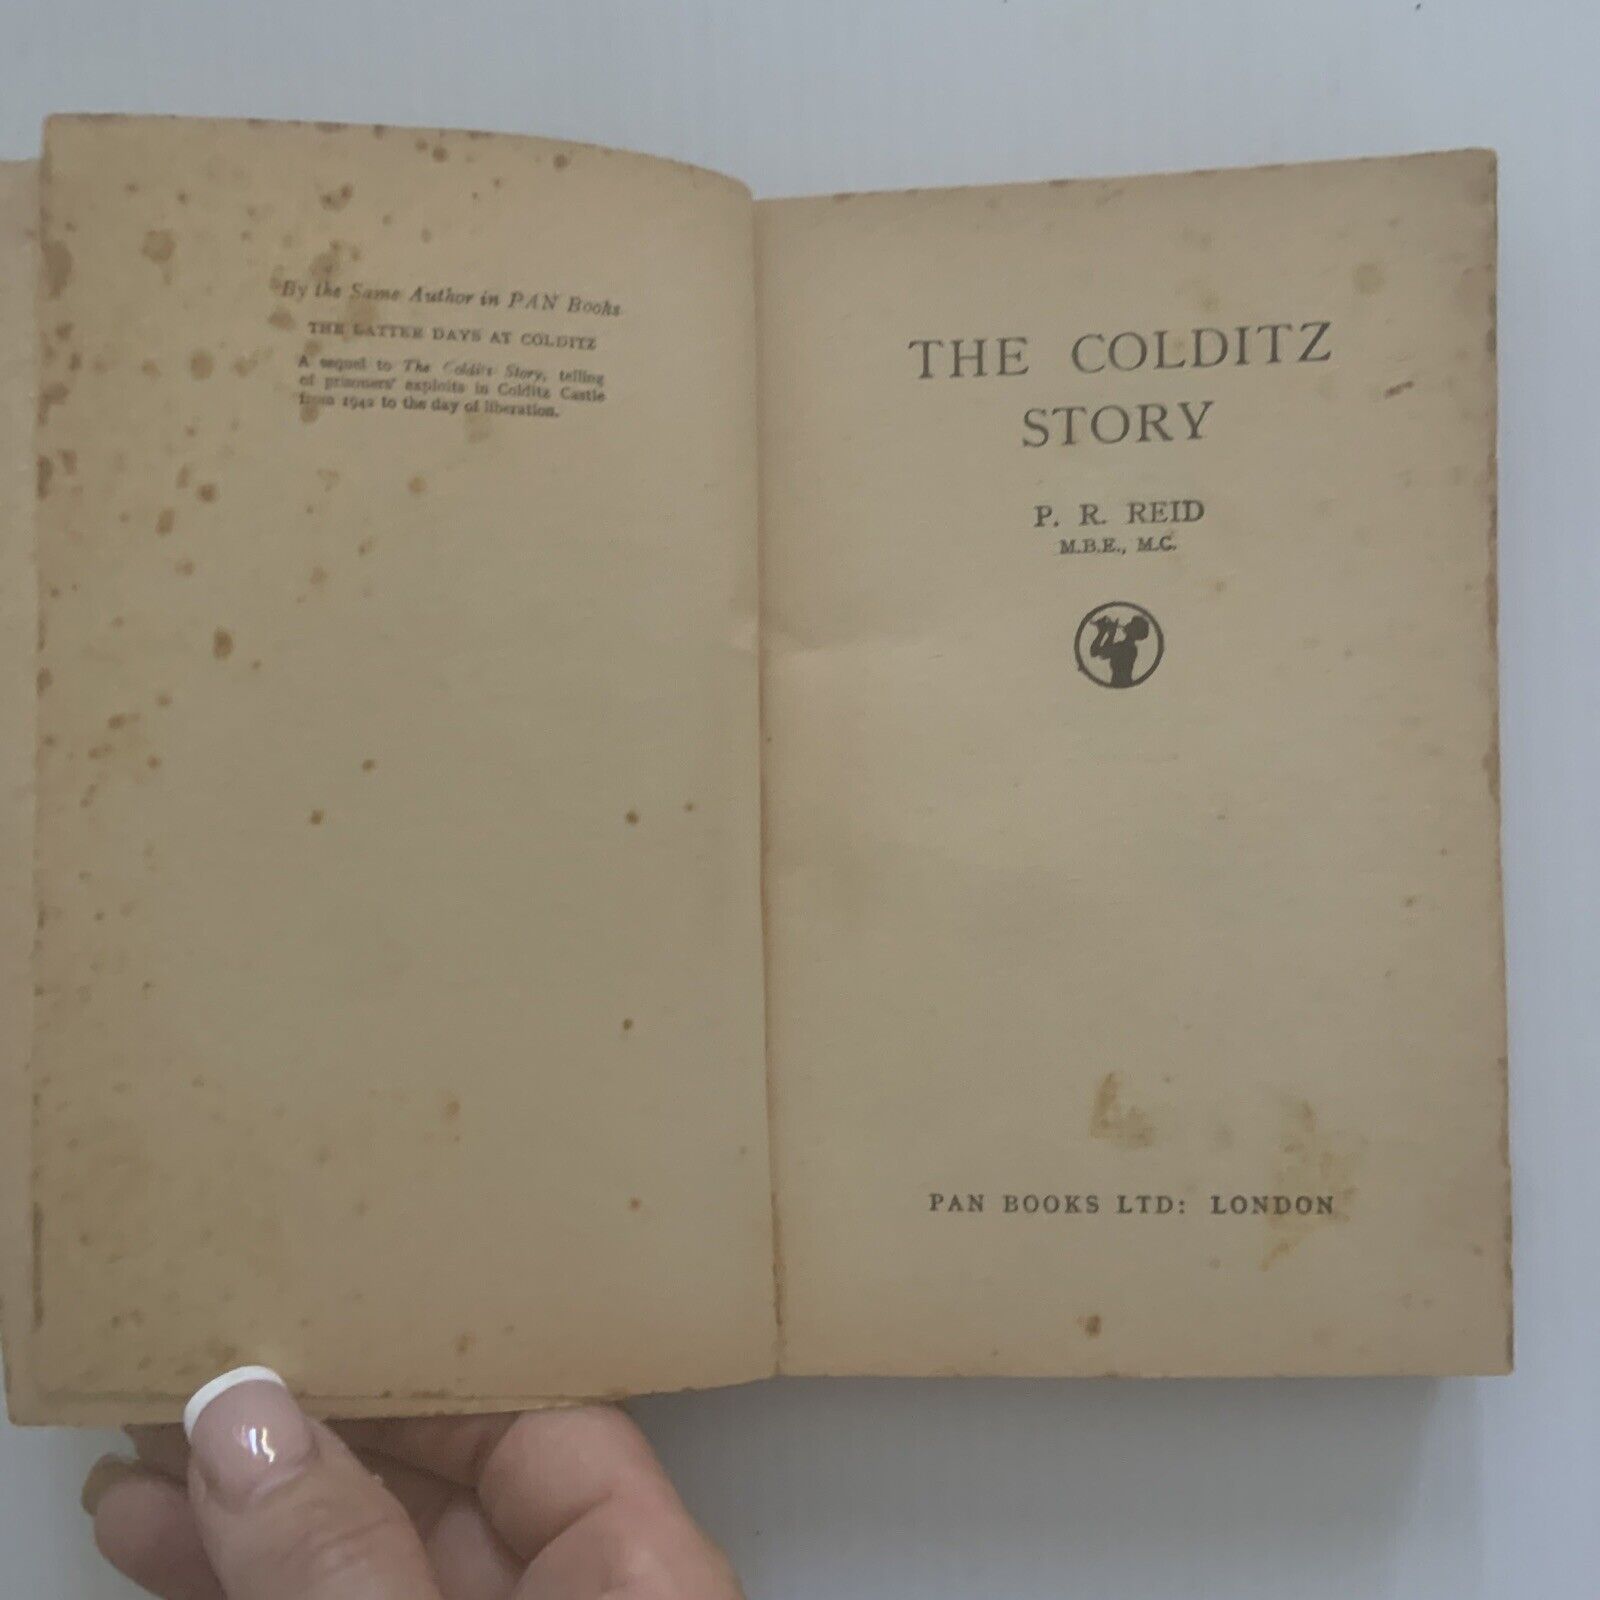 By the Same Author in PAN Books
THE LATTER DAYS AT COLDITZ
A sequel to The Colditz Story, telling
of prisoners' exploits in Colditz Castle
from 1942 to the day of liberation.
THE COLDITZ
STORY
P. R. REID
M.B.E., M.C.
PAN BOOKS LTD: LONDON